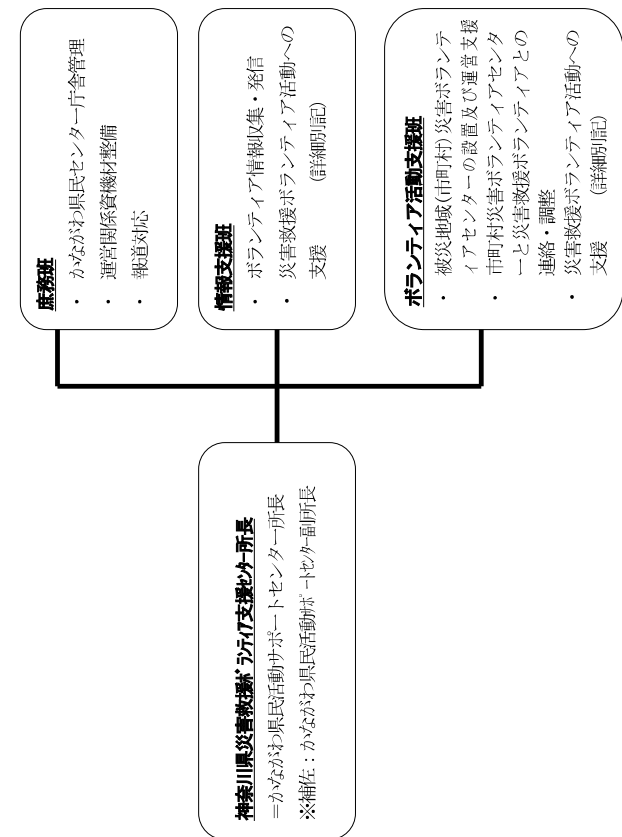 神奈川県災害救援ﾎﾞﾗﾝﾃｨｱ支援ｾﾝﾀｰ所長
＝かながわ県民活動サポートセンター所長
※補佐：かながわ県民活動ｻﾎﾟｰﾄｾﾝﾀｰ副所長
庶務班
・ かながわ県民センター庁舎管理
・ 運営関係資機材整備
・ 報道対応
情報支援班
・ ボランティア情報収集・発信
・ 災害救援ボランティア活動への
支援　　　　（詳細別記）
ボランティア活動支援班
・ 被災地域(市町村)災害ボランテ
ィアセンターの設置及び運営支援
・ 市町村災害ボランティアセンタ
ーと災害救援ボランティアとの
連絡・調整
・ 災害救援ボランティア活動への
支援　　　　（詳細別記）